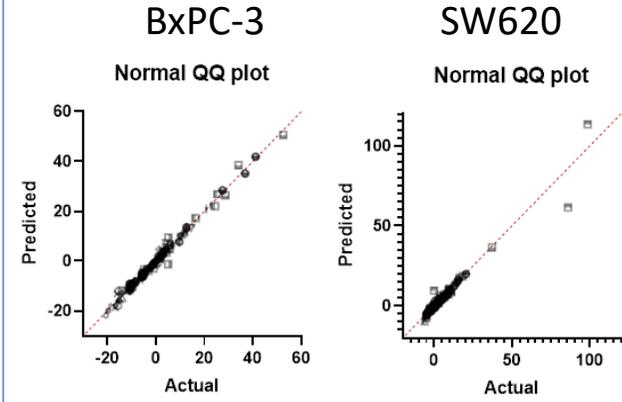 BxPC-3
SW620
Normal QQ plot
Normal QQ plot
60
40
20
0
-20
Predicted
-20 0 20 40 60
Actual
100
50
0
Predicted
0 50 100
Actual